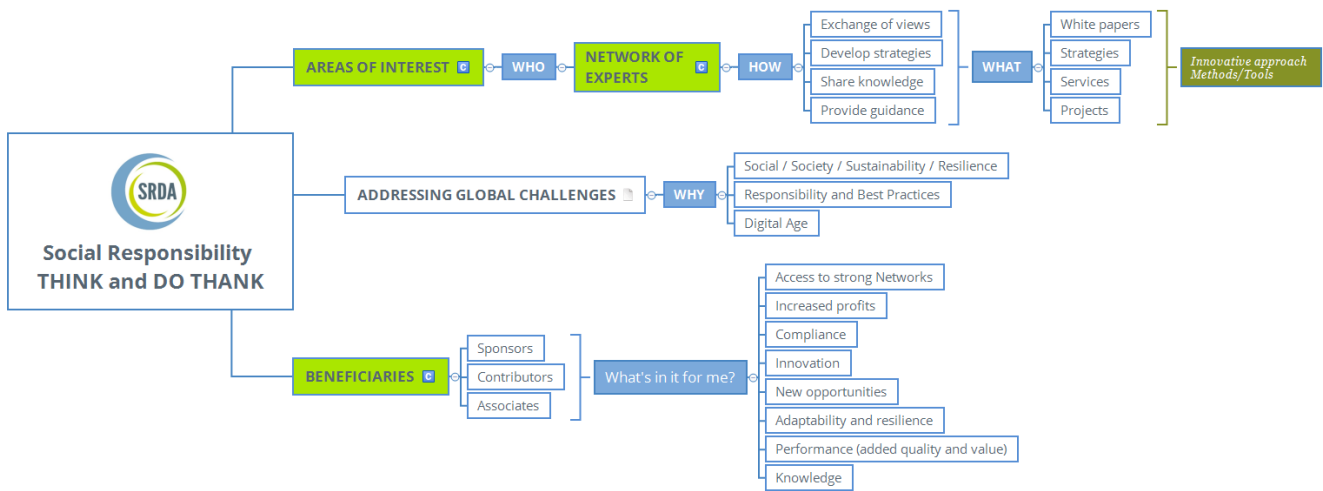 SRDA
Social Responsibility
THINK and DO THANK
AREAS OF INTEREST
C
WHO
NETWORK OF
EXPERTS
C
HOW
Exchange of views
Develop strategies
Share knowledge
Provide guidance
WHAT
White papers
Strategies
Services
Projects
Innovative approach
Methods/Tools
ADDRESSING GLOBAL CHALLENGES
WHY
Social / Society / Sustainability / Resilience
Responsibility and Best Practices
Digital Age
BENEFICIARIES
C
Sponsors
Contributors
Associates
What's in it for me?
Access to strong Networks
Increased profits
Compliance
Innovation
New opportunities
Adaptability and resilience
Performance (added quality and value)
Knowledge